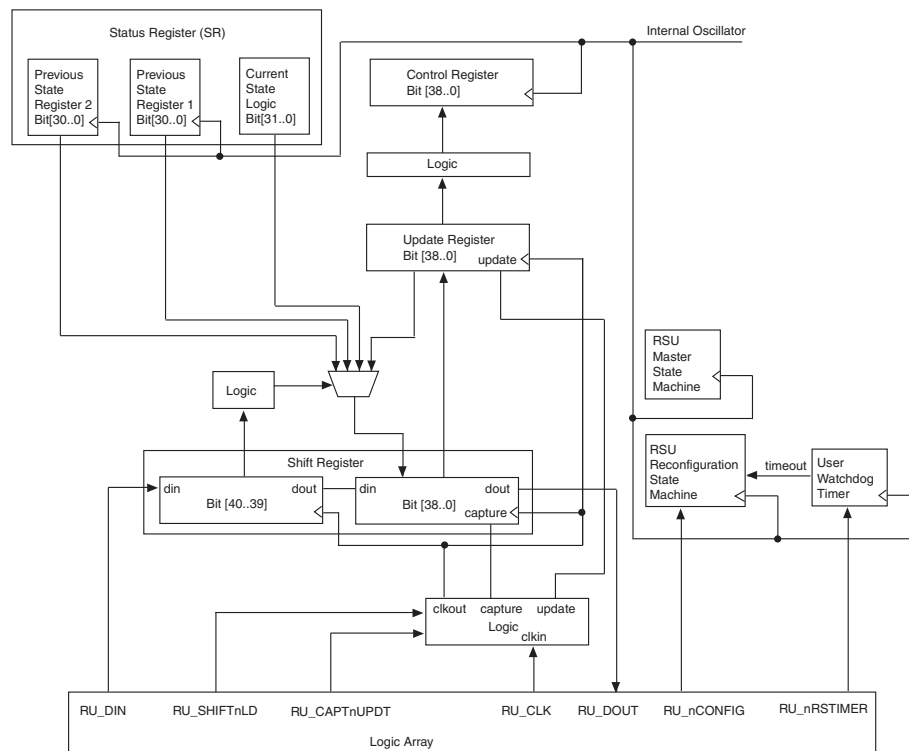 Status Register (SR)
Internal Oscillator
Previous
State
Register 2
Bit[30..0]
Previous
State
Register 1
Bit[30..0]
Current
State
Logic
Bit[31..0]
Control Register
Bit [38..0]
Logic
Update Register
Bit [38..0]
update
RSU
Master
State
Machine
Logic
RSU
Reconfiguration
State
Machine
timeout
User
Watchdog
Timer
Shift Register
din
dout
Bit [40..39]
din
dout
Bit [38..0]
capture
clkout
capture
update
Logic
clkin
RU_DIN
RU_SHIFTnLD
RU_CAPTnUPDT
RU_CLK
RU_DOUT
RU_nCONFIG
RU_nRSTIMER
Logic Array